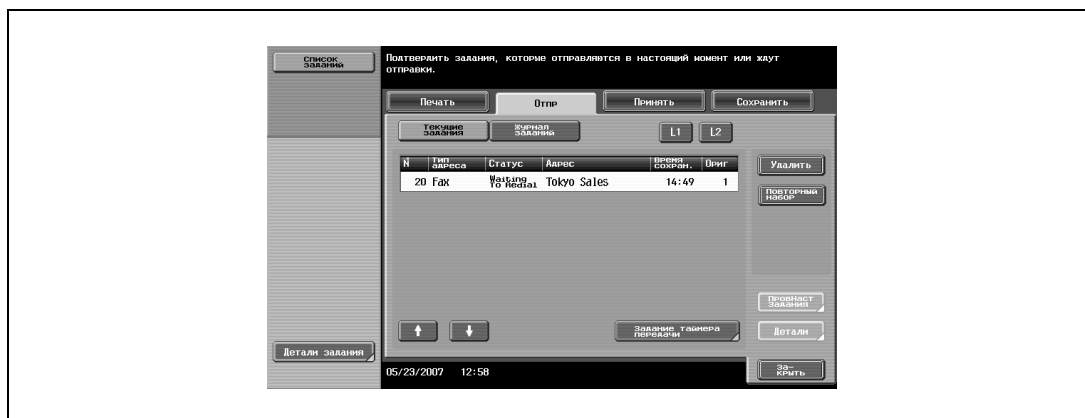 Список заданий
Подтвердить задания, которые отправляются в настоящий момент или ждут
отправки.
Печать
Отпр
Принять
Сохранить
Текущие задания
Журнал заданий
L1
L2
N Тип адреса Статус Адрес Время сохран. Ориг
20 Fax Waiting To Redial Tokyo Sales 14:49 1
Удалить
Повторный набор
ПровНаст Задания
Задание таймера передачи
Детали
Детали задания
05/23/2007 12:58
За-
крыть